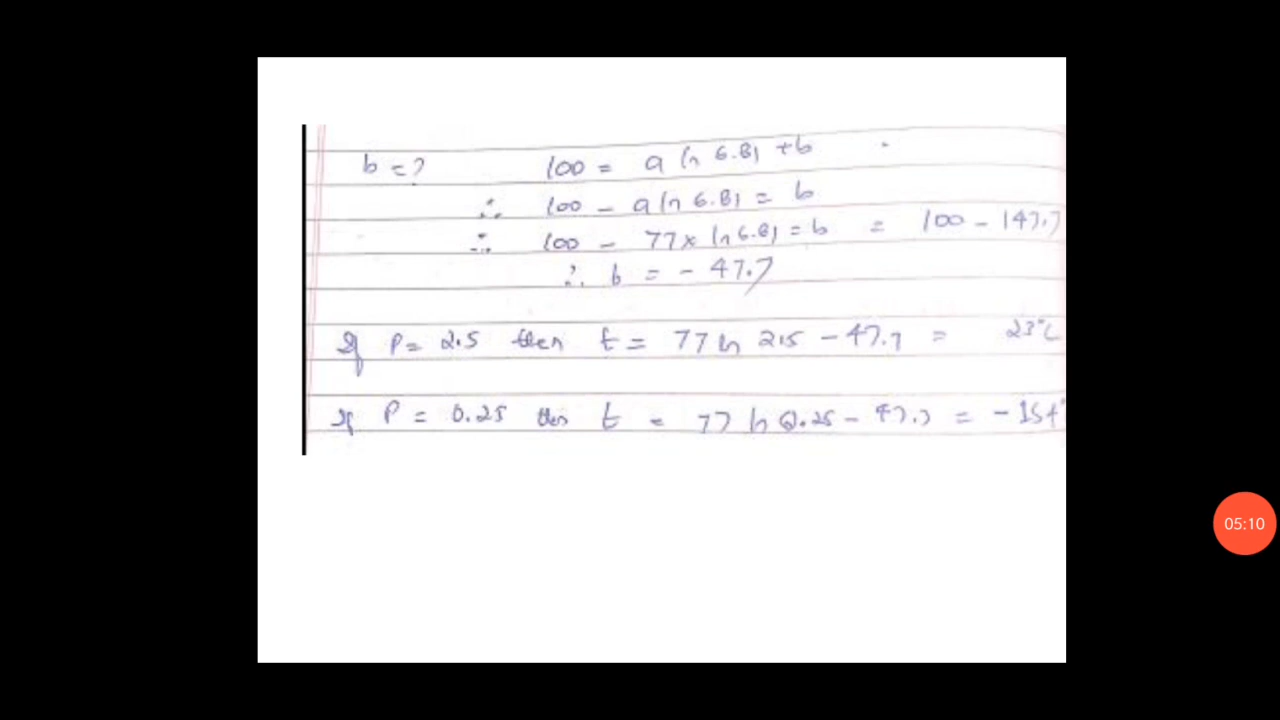 b = ? 100 = a ln 6.81 + b
∴ 100 - a ln 6.81 = b
∴ 100 - 77 x ln 6.81 = b = 100 - 147.7
∴ b = - 47.7
If P = 2.5 then t = 77 ln 2.5 - 47.7 = 23°C
If P = 0.25 then t = 77 ln 0.25 - 47.7 = - 154°
05:10